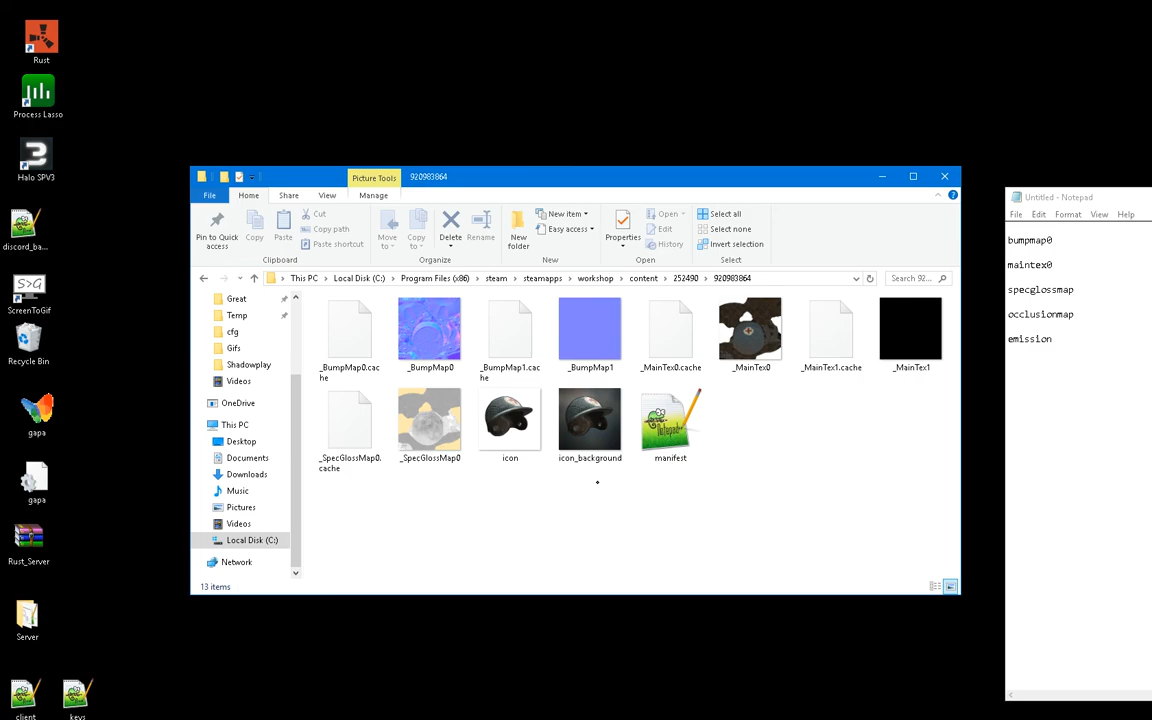 Rust
Process Lasso
Halo SPV3
discord_ba...
ScreenToGif
Recycle Bin
gapa
gapa
Rust_Server
Server
client
keys
Picture Tools
920983864
File
Home
Share
View
Manage
Pin to Quick access
Copy
Paste
Cut
Copy path
Paste shortcut
Clipboard
Move to
Copy to
Delete
Rename
Organize
New folder
New item
Easy access
New
Properties
Open
Edit
History
Open
Select all
Select none
Invert selection
Select
This PC > Local Disk (C:) > Program Files (x86) > steam > steamapps > workshop > content > 252490 > 920983864
Search 92...
Great
Temp
cfg
Gifs
Shadowplay
Videos
OneDrive
This PC
Desktop
Documents
Downloads
Music
Pictures
Videos
Local Disk (C:)
Network
_BumpMap0.cac
he
_BumpMap0
_BumpMap1.cac
he
_BumpMap1
_MainTex0.cache
_MainTex0
_MainTex1.cache
_MainTex1
_SpecGlossMap0.
cache
_SpecGlossMap0
icon
icon_background
manifest
13 items
Untitled - Notepad
File Edit Format View Help
bumpmap0
maintex0
specglossmap
occlusionmap
emission